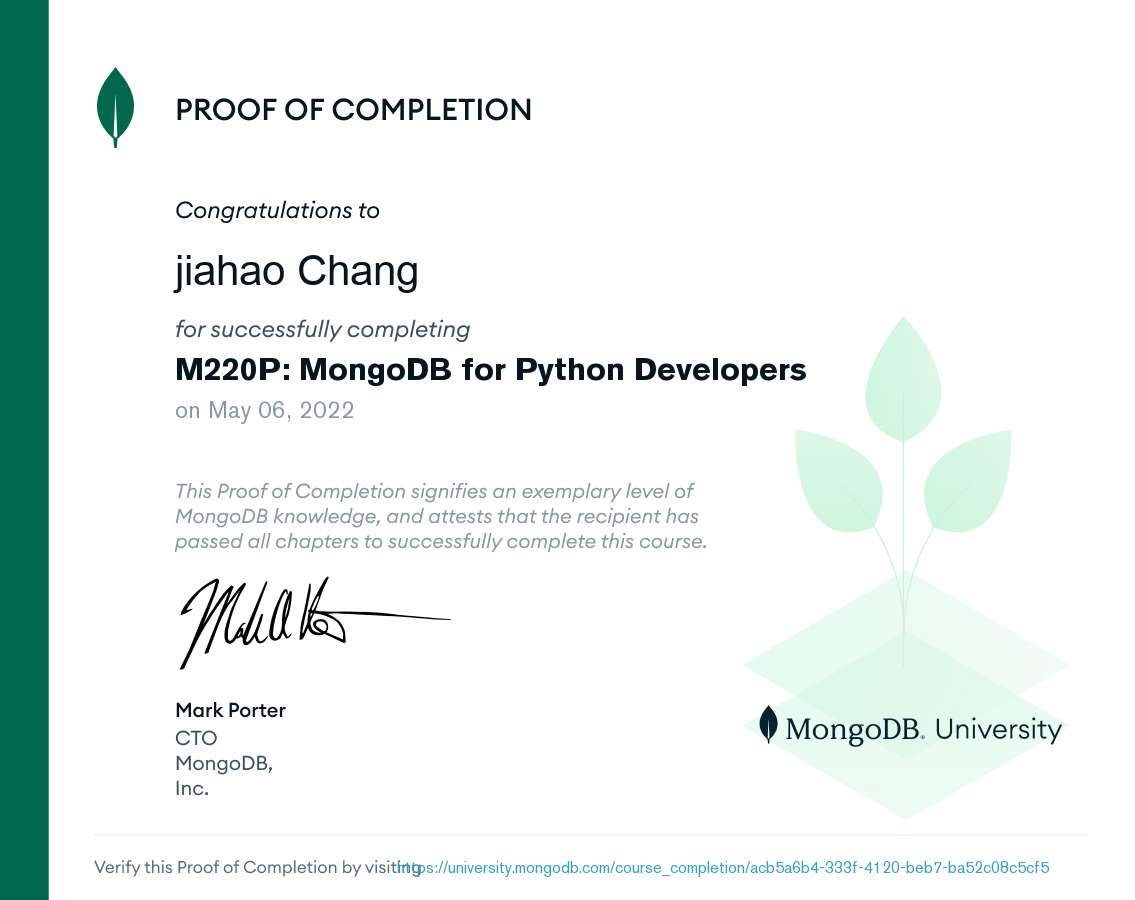 PROOF OF COMPLETION
Congratulations to
jiahao Chang
for successfully completing
M220P: MongoDB for Python Developers
on May 06, 2022
This Proof of Completion signifies an exemplary level of
MongoDB knowledge, and attests that the recipient has
passed all chapters to successfully complete this course.
Mark Porter
CTO
MongoDB,
Inc.
MongoDB. University
Verify this Proof of Completion by visiting https://university.mongodb.com/course_completion/acb5a6b4-333f-4120-beb7-ba52c08c5cf5